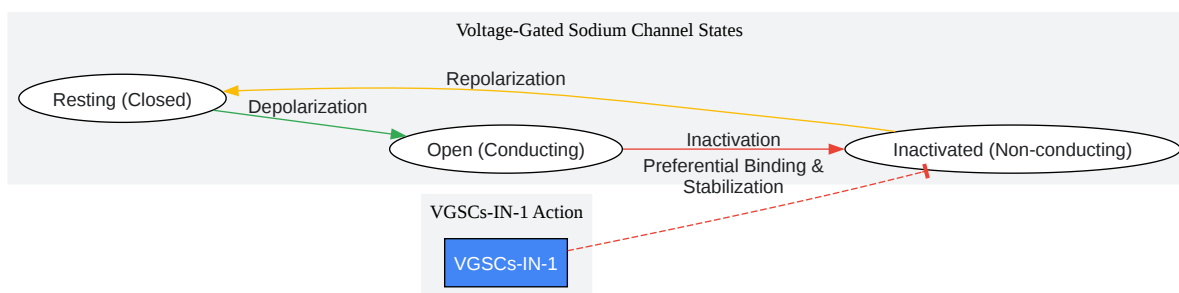 Voltage-Gated Sodium Channel States
Repolarization
Resting (Closed)
Depolarization
Open (Conducting)
Inactivation
Inactivated (Non-conducting)
Preferential Binding &
Stabilization
VGSCs-IN-1 Action
VGSCs-IN-1